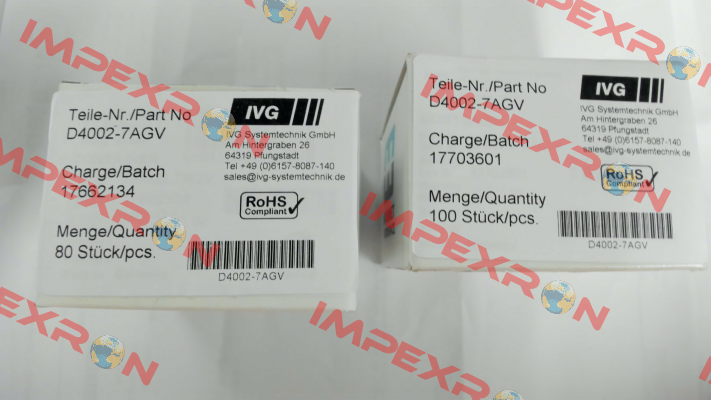 Teile-Nr./Part No
D4002-7AGV
Charge/Batch
17662134
Menge/Quantity
80 Stück/pcs.
IVG
IVG Systemtechnik GmbH
Am Hintergraben 26
64319 Pfungstadt
Tel +49 (0)6157-8087-140
sales@ivg-systemtechnik.de
RoHS
Compliant
D4002-7AGV
Teile-Nr./Part No
D4002-7AGV
Charge/Batch
17703601
Menge/Quantity
100 Stück/pcs.
IVG
IVG Systemtechnik GmbH
Am Hintergraben 26
64319 Pfungstadt
Tel +49 (0)6157-8087-140
sales@ivg-systemtechnik.de
RoHS
Compliant
D4002-7AGV
IMPEXRON
IMPEXRON
IMPEXRON
IMPEXRON
IMPEXRON
IMPEXRON